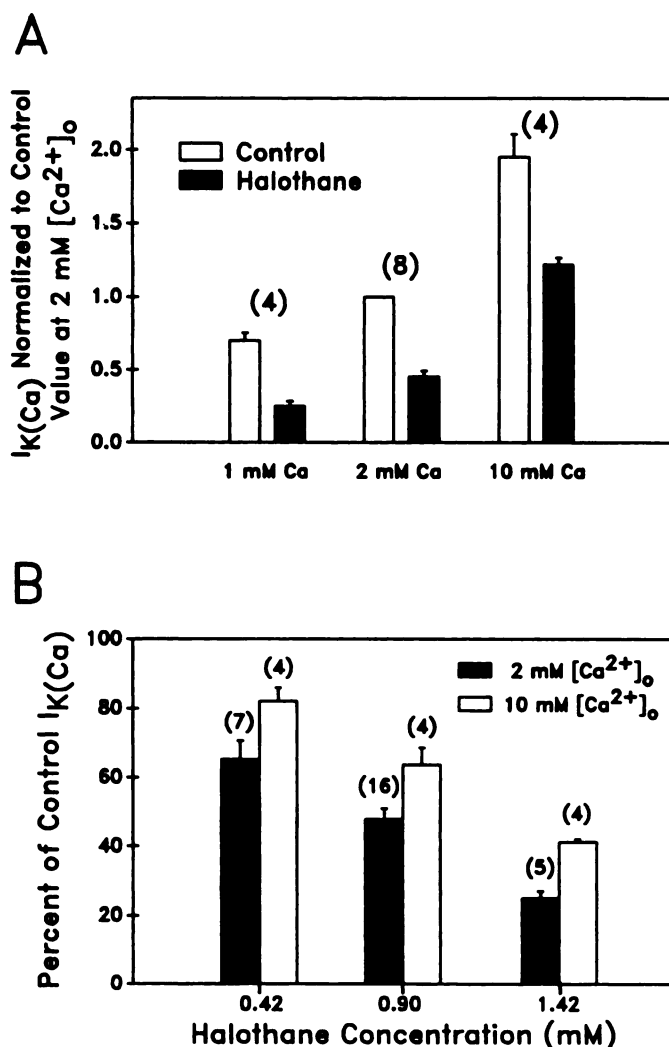 A
I_K(Ca) Normalized to Control
Value at 2 mM [Ca²⁺]_o
2.0
1.5
1.0
0.5
0.0
Control
Halothane
(4)
(8)
(4)
1 mM Ca
2 mM Ca
10 mM Ca
B
Percent of Control I_K(Ca)
100
80
60
40
20
0
2 mM [Ca²⁺]_o
10 mM [Ca²⁺]_o
(7)
(4)
(16)
(4)
(5)
(4)
0.42
0.90
1.42
Halothane Concentration (mM)